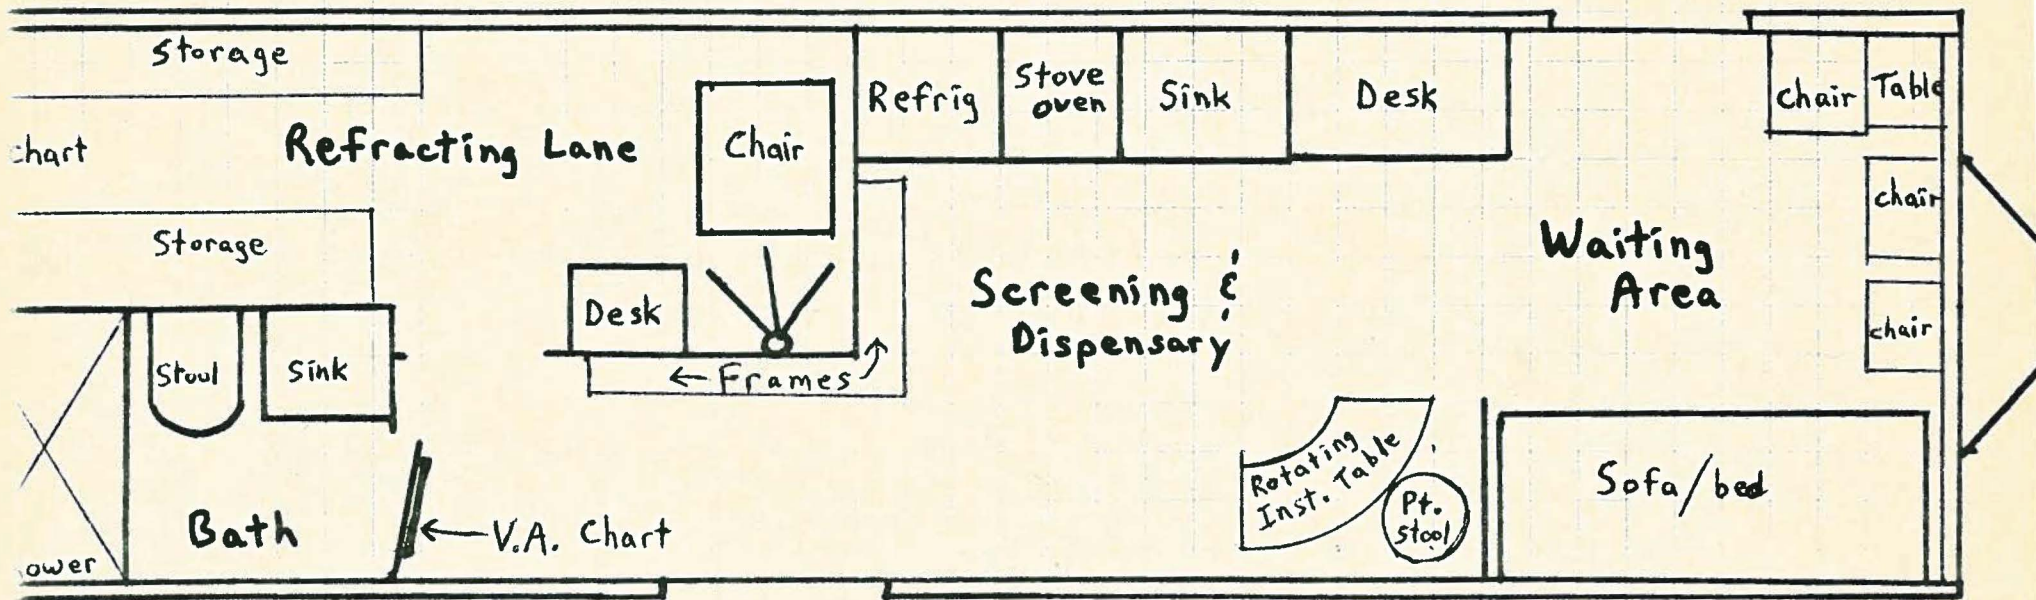 Storage
chart
Refracting Lane
Chair
Refrig
Stove
oven
Sink
Desk
Chair
Table
Storage
Desk
← Frames
Screening &
Dispensary
Waiting
Area
chair
chair
Stool
Sink
Bath
ower
V.A. Chart
Rotating
Inst. Table
Pt.
Stool
Sofa/bed